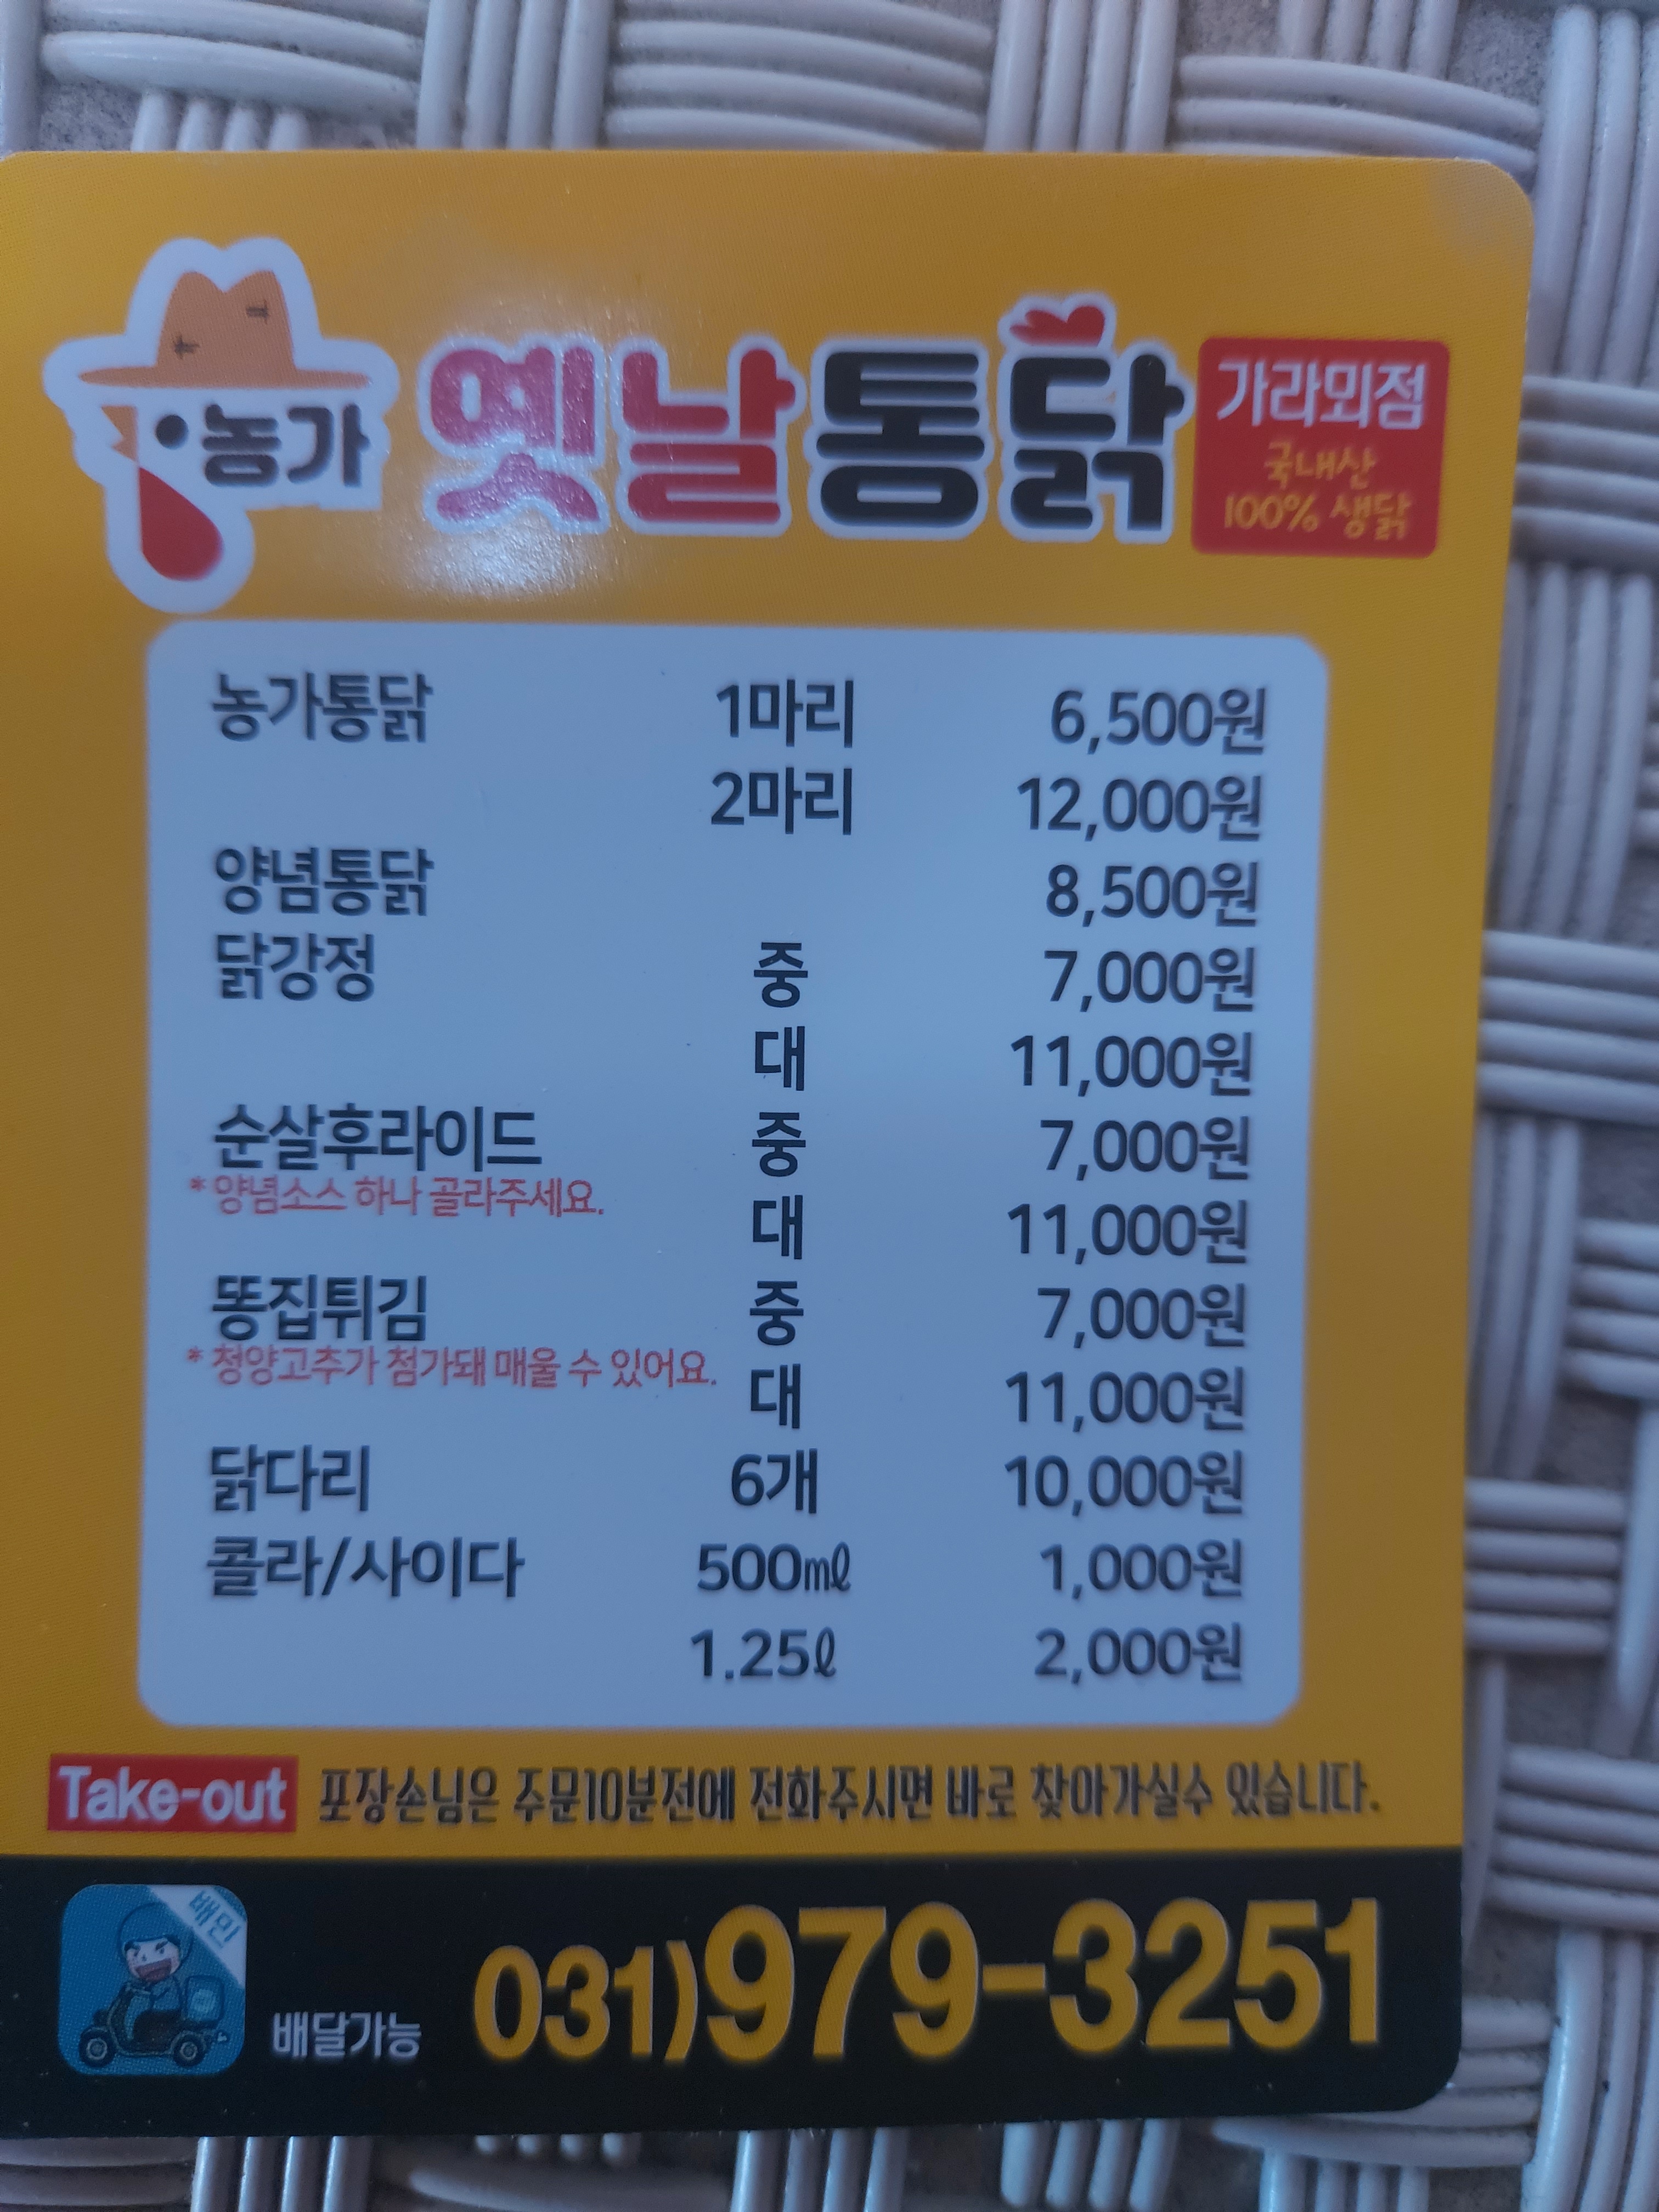 농가 옛날통닭 가라뫼점
국내산
100% 생닭
농가통닭 1마리 6,500원
2마리 12,000원
양념통닭 8,500원
닭강정 중 7,000원
대 11,000원
순살후라이드 중 7,000원
*양념소스 하나 골라주세요.
대 11,000원
똥집튀김 중 7,000원
*청양고추가 첨가돼 매울 수 있어요.
대 11,000원
닭다리 6개 10,000원
콜라/사이다 500㎖ 1,000원
1.25ℓ 2,000원
Take-out 포장손님은 주문10분전에 전화주시면 바로 찾아가실수 있습니다.
배민
배달가능 031)979-3251